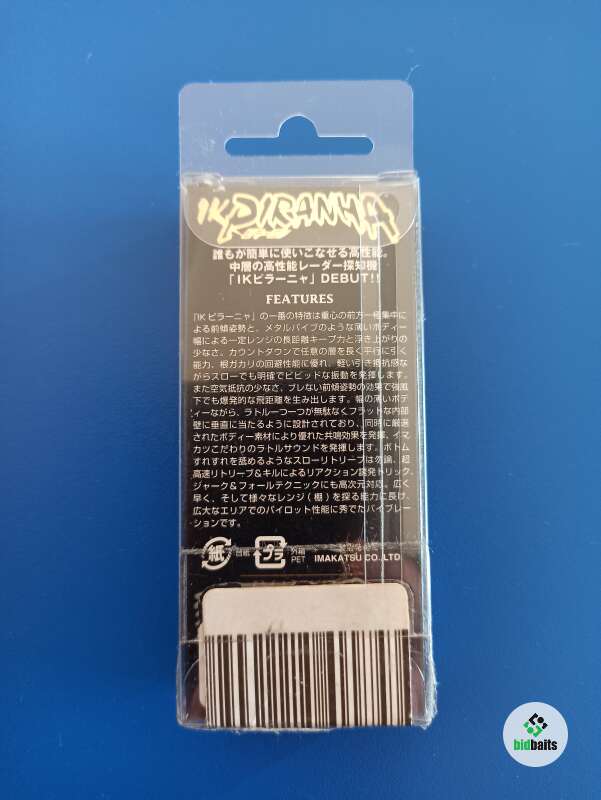 IK PIRANHA
誰もが簡単に使いこなせる高性能。
中層の高性能レーダー探知機
「IKピラーニャ」DEBUT!!
FEATURES
「IKピラーニャ」の一番の特徴は重心の前方一極集中に
よる前傾姿勢と、メタルバイブのような薄いボディー
幅による一定レンジの長距離キープ力と浮き上がりの
少なさ、カウントダウンで任意の層を長く平行に引く
能力、根ガカリの回避性能に優れ、軽い引き抵抗感な
がらスローでも明確でビビッドな振動を発揮します。
また空気抵抗の少なさ、ブレない前傾姿勢の効果で強風
下でも爆発的な飛距離を生み出します。幅の薄いボデ
ィーながら、ラトル一つ一つが無駄なくフラットな内部
壁に垂直に当たるように設計されており、同時に厳選
されたボディー素材により優れた共鳴効果を発揮、イマ
カツこだわりのラトルサウンドを発揮します。ボトム
すれすれを舐めるようなスローリトリーブは勿論、超
高速リトリーブ&キルによるリアクション誘発トリック、
ジャーク&フォールテクニックにも高次元対応。広く
早く、そして様々なレンジ(棚)を探る能力に長け、
広大なエリアでのパイロット性能に秀でたバイブレー
ションです。
紙 台紙 プラ 外箱 PET IMAKATSU CO.,LTD.
bidbaits